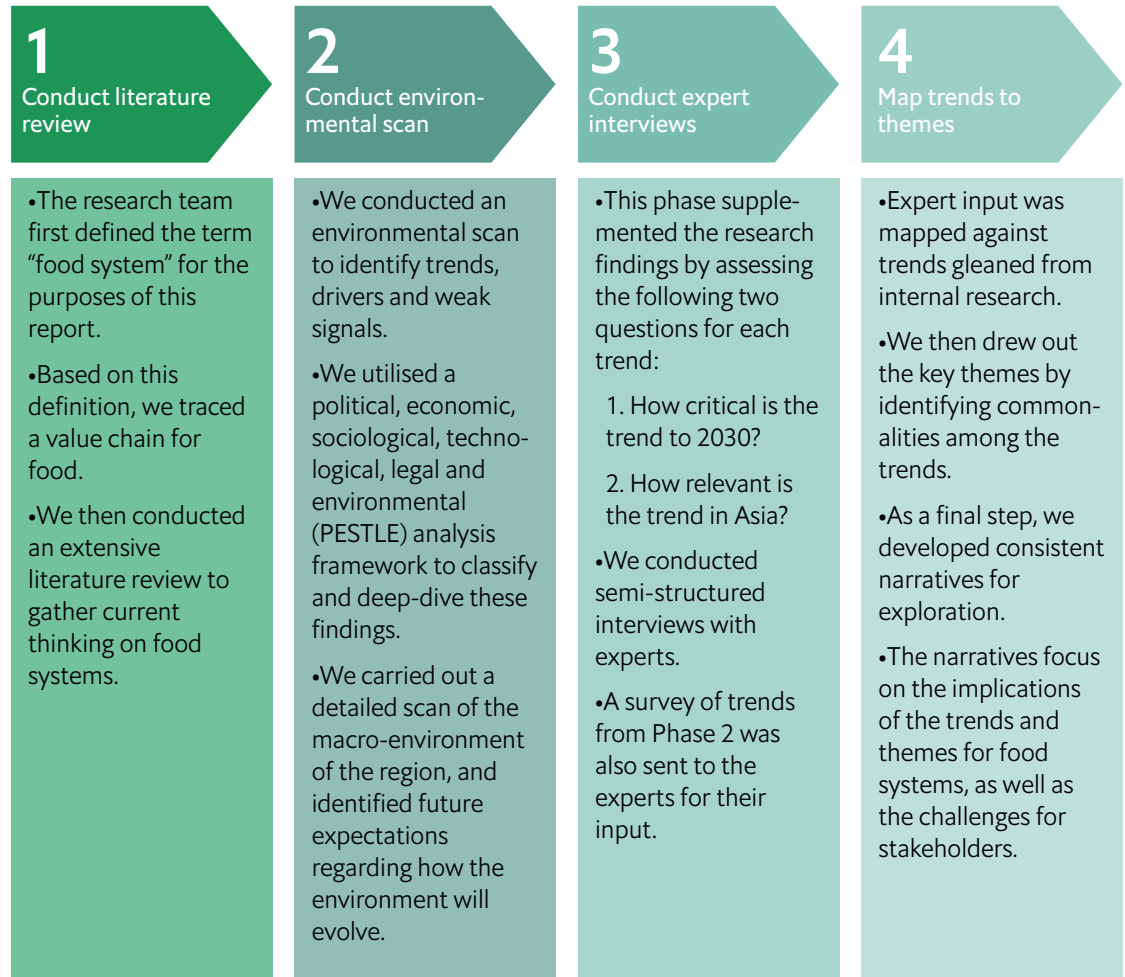 1
Conduct literature
review
•The research team
first defined the term
“food system” for the
purposes of this
report.
•Based on this
definition, we traced
a value chain for
food.
•We then conducted
an extensive
literature review to
gather current
thinking on food
systems.
2
Conduct environ-
mental scan
•We conducted an
environmental scan
to identify trends,
drivers and weak
signals.
•We utilised a
political, economic,
sociological, techno-
logical, legal and
environmental
(PESTLE) analysis
framework to classify
and deep-dive these
findings.
•We carried out a
detailed scan of the
macro-environment
of the region, and
identified future
expectations
regarding how the
environment will
evolve.
3
Conduct expert
interviews
•This phase supple-
mented the research
findings by assessing
the following two
questions for each
trend:
1. How critical is the
trend to 2030?
2. How relevant is
the trend in Asia?
•We conducted
semi-structured
interviews with
experts.
•A survey of trends
from Phase 2 was
also sent to the
experts for their
input.
4
Map trends to
themes
•Expert input was
mapped against
trends gleaned from
internal research.
•We then drew out
the key themes by
identifying common-
alities among the
trends.
•As a final step, we
developed consistent
narratives for
exploration.
•The narratives focus
on the implications
of the trends and
themes for food
systems, as well as
the challenges for
stakeholders.